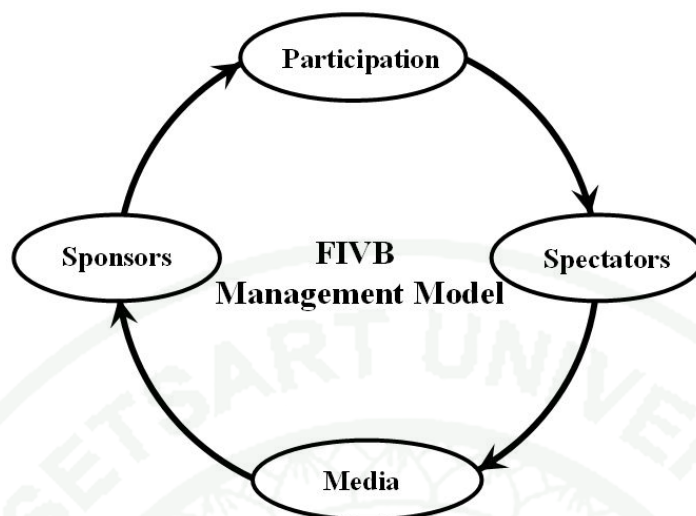 Participation
Sponsors
FIVB
Management Model
Spectators
Media